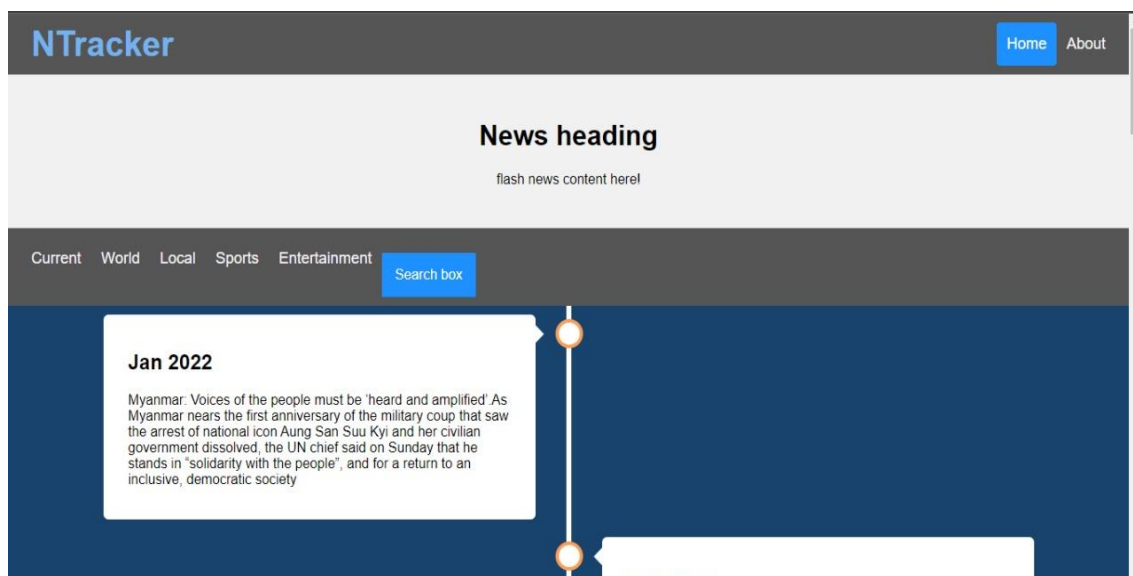 NTracker
Home About
News heading
flash news content here!
Current World Local Sports Entertainment
Search box
Jan 2022
Myanmar: Voices of the people must be 'heard and amplified'.As
Myanmar nears the first anniversary of the military coup that saw
the arrest of national icon Aung San Suu Kyi and her civilian
government dissolved, the UN chief said on Sunday that he
stands in “solidarity with the people”, and for a return to an
inclusive, democratic society